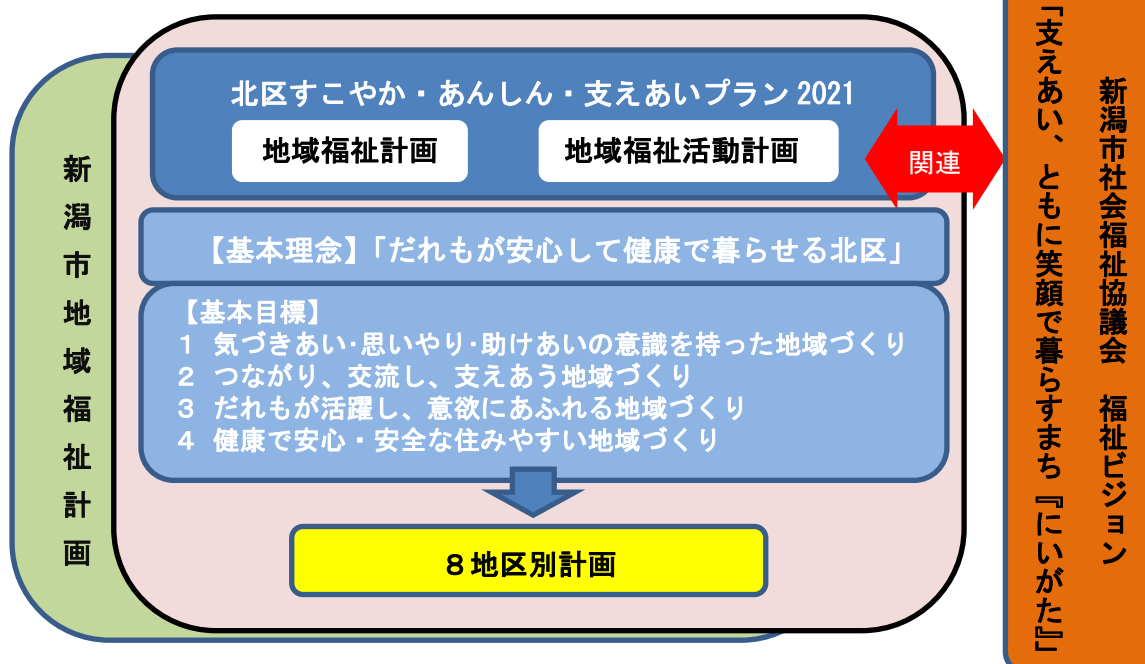 新潟市地域福祉計画
北区すこやか・あんしん・支えあいプラン 2021
地域福祉計画
地域福祉活動計画
関連
【基本理念】「だれもが安心して健康で暮らせる北区」
【基本目標】
１ 気づきあい・思いやり・助けあいの意識を持った地域づくり
２ つながり、交流し、支えあう地域づくり
３ だれもが活躍し、意欲にあふれる地域づくり
４ 健康で安心・安全な住みやすい地域づくり
８地区別計画
新潟市社会福祉協議会　福祉ビジョン
「支えあい、ともに笑顔で暮らすまち『にいがた』」